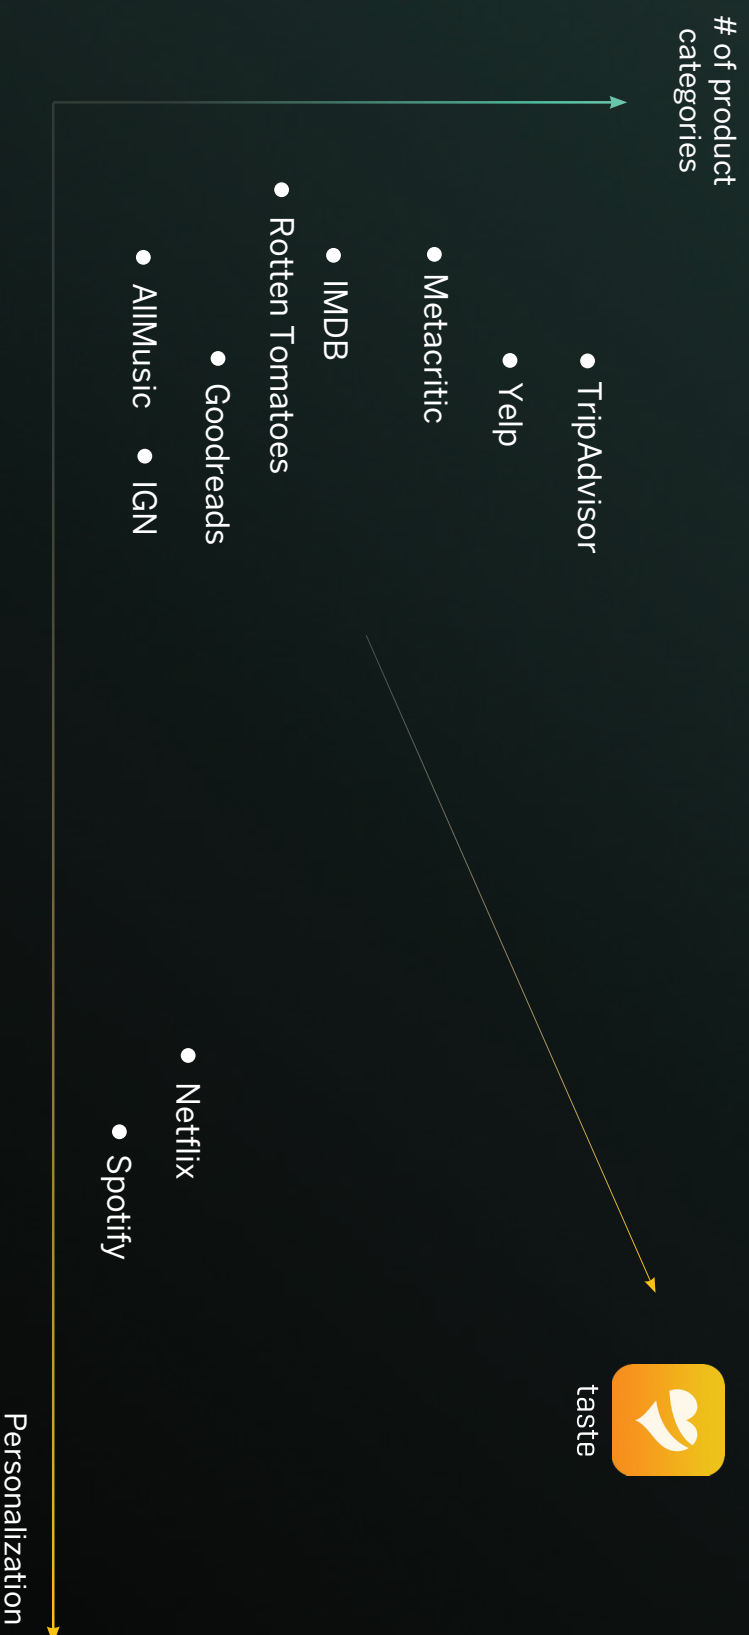 # of product
categories
TripAdvisor
Yelp
Metacritic
IMDB
Rotten Tomatoes
Goodreads
AllMusic
IGN
Netflix
Spotify
taste
Personalization